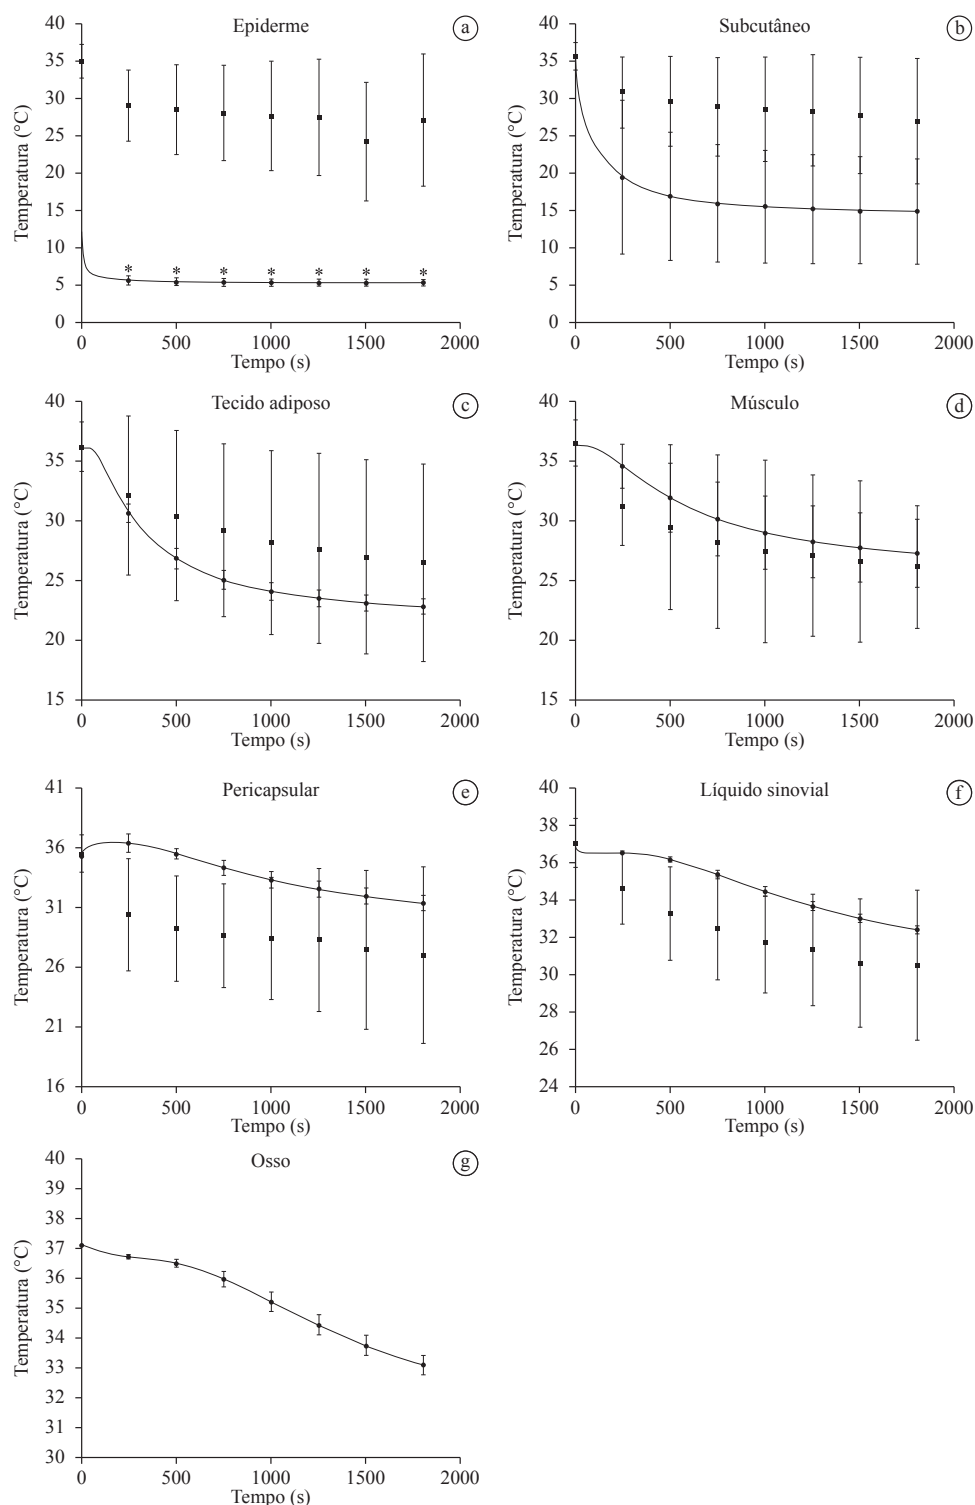 Epiderme
a
Temperatura (°C)
40
35
30
25
20
15
10
5
0
* * * * * * *
0 500 1000 1500 2000
Tempo (s)
Subcutâneo
b
Temperatura (°C)
40
35
30
25
20
15
10
5
0
0 500 1000 1500 2000
Tempo (s)
Tecido adiposo
c
Temperatura (°C)
40
35
30
25
20
15
0 500 1000 1500 2000
Tempo (s)
Músculo
d
Temperatura (°C)
40
35
30
25
20
15
0 500 1000 1500 2000
Tempo (s)
Pericapsular
e
Temperatura (°C)
41
36
31
26
21
16
0 500 1000 1500 2000
Tempo (s)
Líquido sinovial
f
Temperatura (°C)
40
38
36
34
32
30
28
26
24
0 500 1000 1500 2000
Tempo (s)
Osso
g
Temperatura (°C)
40
39
38
37
36
35
34
33
32
31
30
0 500 1000 1500 2000
Tempo (s)